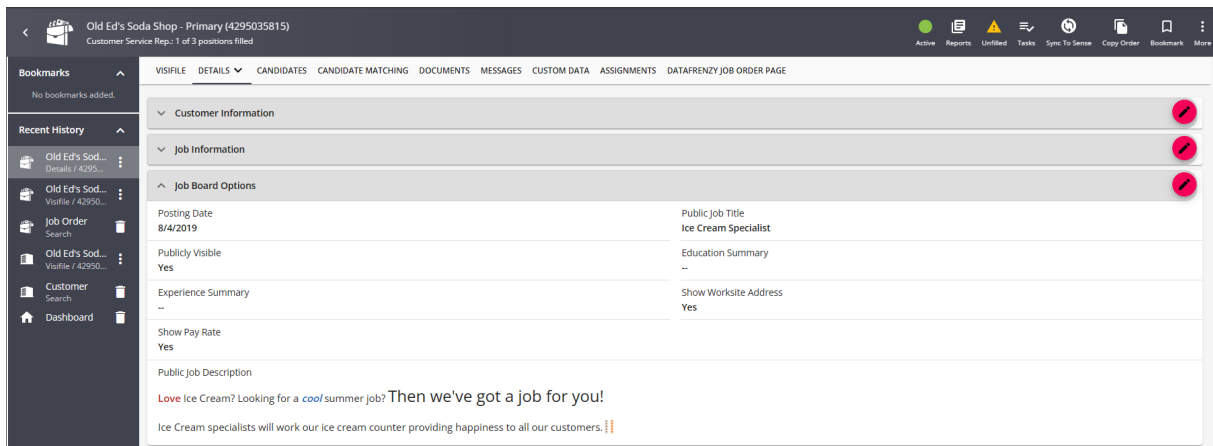 Old Ed's Soda Shop - Primary (4295035815)
Customer Service Rep.: 1 of 3 positions filled
Active Reports Unfilled Tasks Sync To Sense Copy Order Bookmark More
Bookmarks
No bookmarks added.
Recent History
Old Ed's Sod...
Details / 4295...
Old Ed's Sod...
Visifile / 42950...
Job Order
Search
Old Ed's Sod...
Visifile / 42950...
Customer
Search
Dashboard
VISIFILE DETAILS CANDIDATES CANDIDATE MATCHING DOCUMENTS MESSAGES CUSTOM DATA ASSIGNMENTS DATAFRENZY JOB ORDER PAGE
Customer Information
Job Information
Job Board Options
Posting Date
8/4/2019
Public Job Title
Ice Cream Specialist
Publicly Visible
Yes
Education Summary
--
Experience Summary
--
Show Worksite Address
Yes
Show Pay Rate
Yes
Public Job Description
Love Ice Cream? Looking for a cool summer job? Then we've got a job for you!
Ice Cream specialists will work our ice cream counter providing happiness to all our customers.